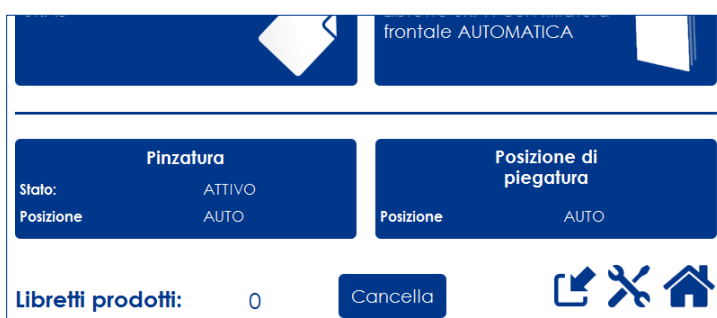 frontale AUTOMATICA
Pinzatura
Stato: ATTIVO
Posizione AUTO
Posizione di
piegatura
Posizione AUTO
Libretti prodotti: 0 Cancella